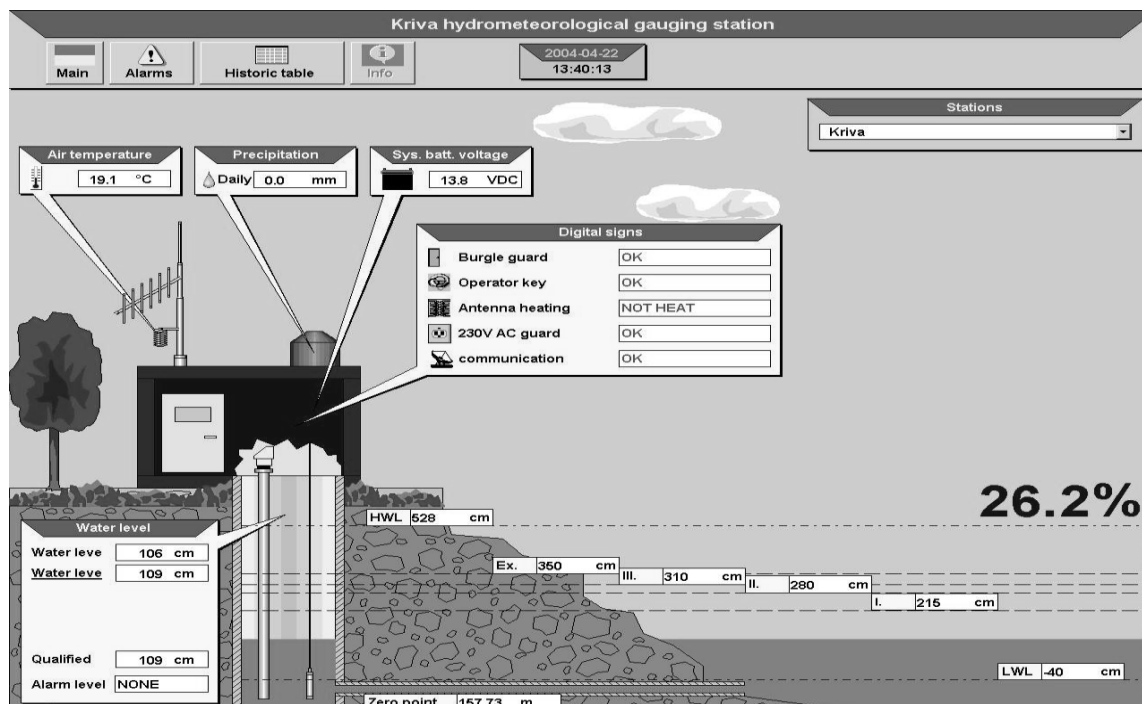 Kriva hydrometeorological gauging station
Main
Alarms
Historic table
Info
2004-04-22
13:40:13
Stations
Kriva
Air temperature
19.1 °C
Precipitation
Daily 0.0 mm
Sys. batt. voltage
13.8 VDC
Digital signs
Burgle guard OK
Operator key OK
Antenna heating NOT HEAT
230V AC guard OK
communication OK
26.2%
HWL 528 cm
Ex. 350 cm
III. 310 cm
II. 280 cm
I. 215 cm
Water level
Water leve 106 cm
Water leve 109 cm
Qualified 109 cm
Alarm level NONE
LWL -40 cm
Zero point 157.73 m